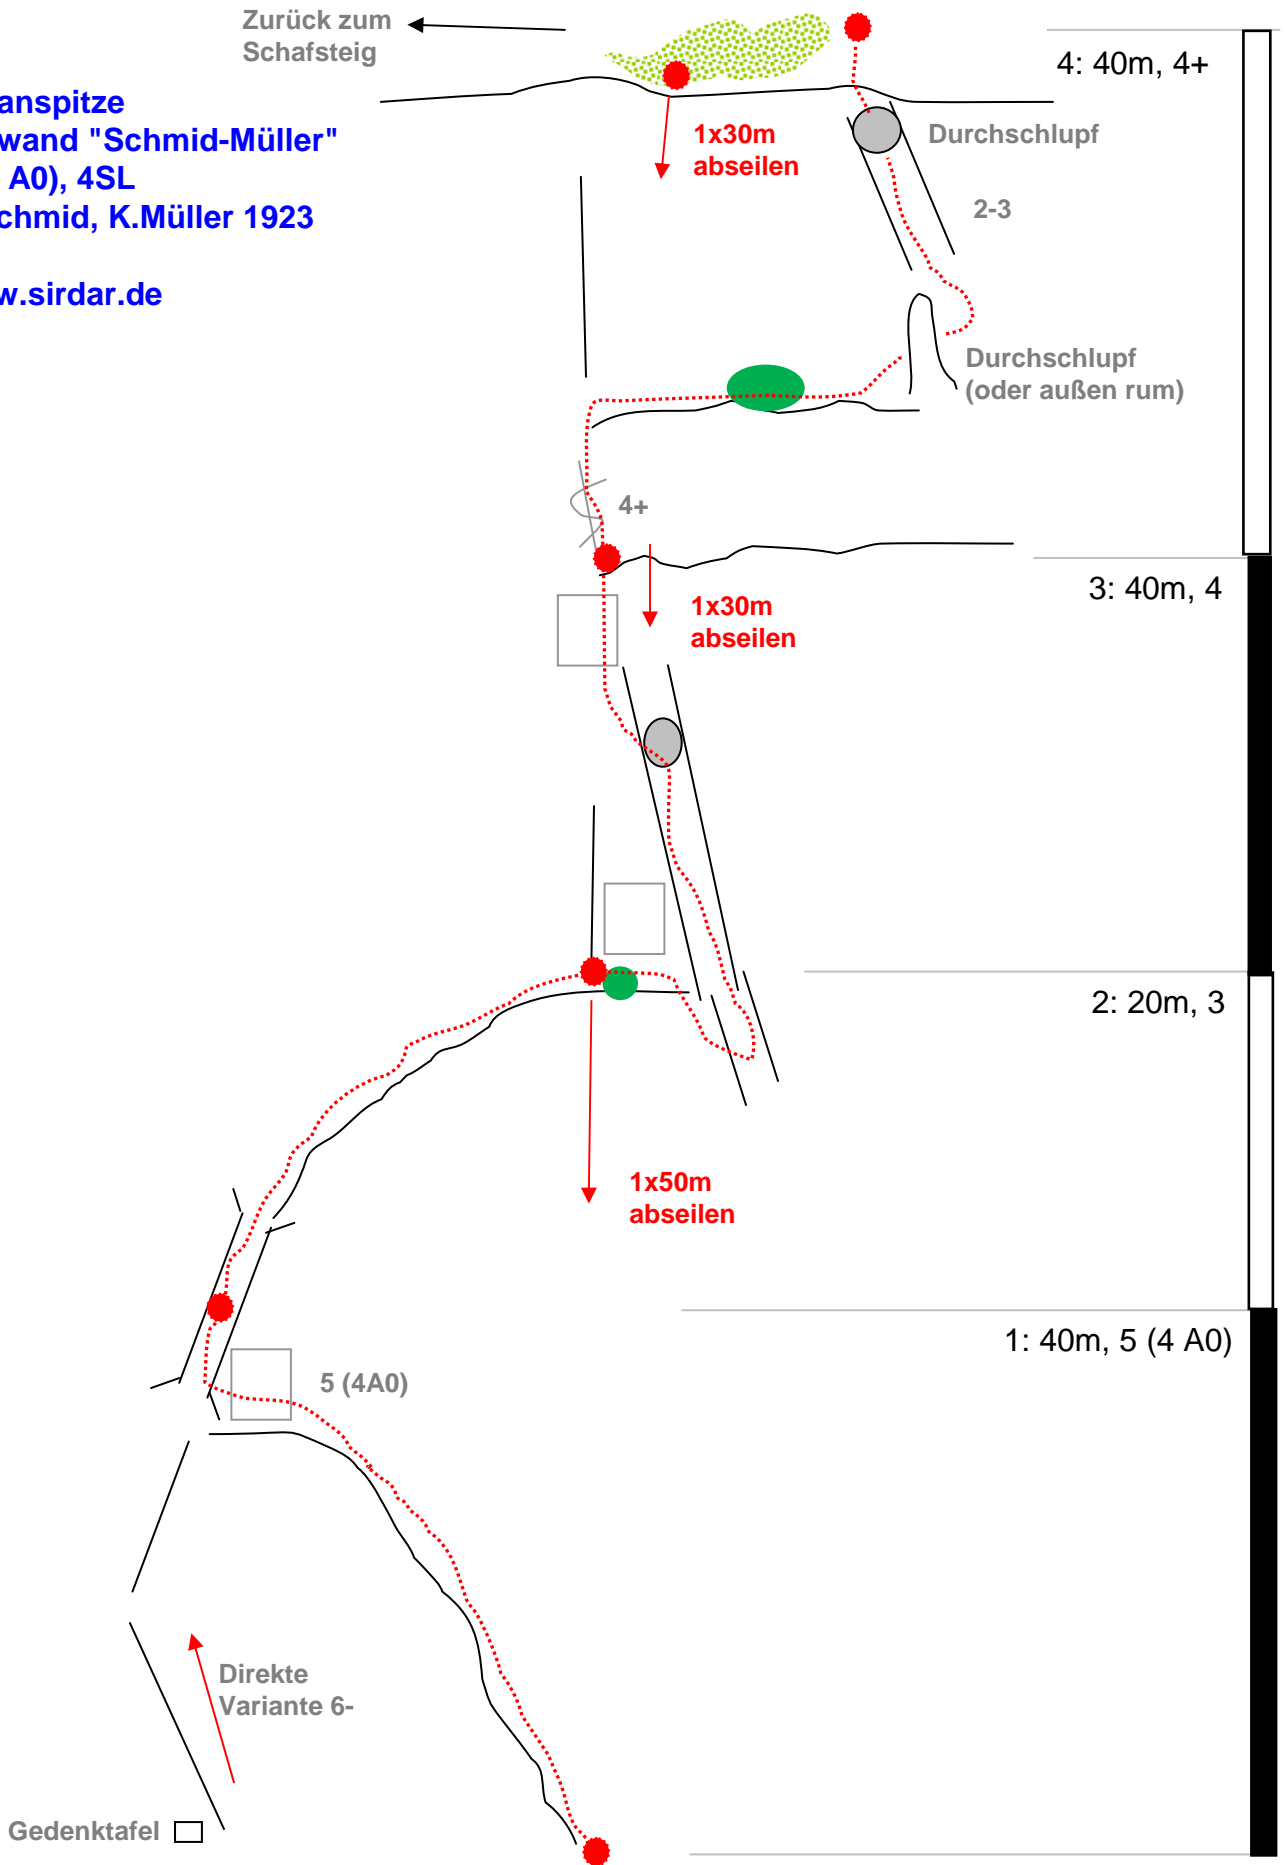 Zurück zum
Schafsteig
anspitze
wand "Schmid-Müller"
A0), 4SL
chmid, K.Müller 1923
w.sirdar.de
4: 40m, 4+
1x30m
abseilen
Durchschlupf
2-3
Durchschlupf
(oder außen rum)
4+
3: 40m, 4
1x30m
abseilen
2: 20m, 3
1x50m
abseilen
1: 40m, 5 (4 A0)
5 (4A0)
Direkte
Variante 6-
Gedenktafel